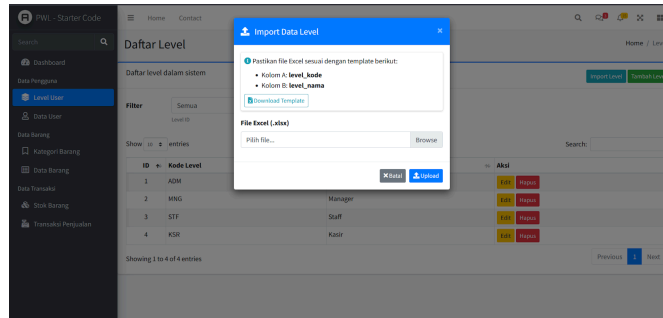 PWL - Starter Code
Home Contact
Search
Dashboard
Data Pengguna
Level User
Data User
Data Barang
Kategori Barang
Data Barang
Data Transaksi
Stok Barang
Transaksi Penjualan
Daftar Level
Home / Lev
Daftar level dalam sistem
Import Level Tambah Leve
Filter Semua
Level ID
Show 10 entries Search:
ID Kode Level Aksi
1 ADM Edit Hapus
2 MNG Manager Edit Hapus
3 STF Staff Edit Hapus
4 KSR Kasir Edit Hapus
Showing 1 to 4 of 4 entries
Previous 1 Next
Import Data Level ×
Pastikan file Excel sesuai dengan template berikut:
• Kolom A: level_kode
• Kolom B: level_nama
Download Template
File Excel (.xlsx)
Pilih file... Browse
Batal Upload